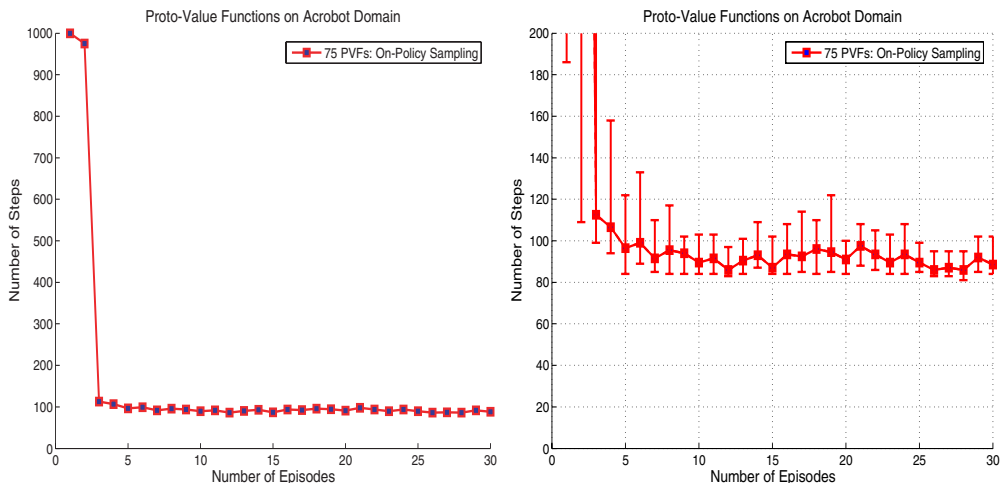 Proto-Value Functions on Acrobot Domain
75 PVFs: On-Policy Sampling
Number of Steps
1000
900
800
700
600
500
400
300
200
100
0
0 5 10 15 20 25 30
Number of Episodes
Proto-Value Functions on Acrobot Domain
75 PVFs: On-Policy Sampling
Number of Steps
200
180
160
140
120
100
80
60
40
20
0
0 5 10 15 20 25 30
Number of Episodes